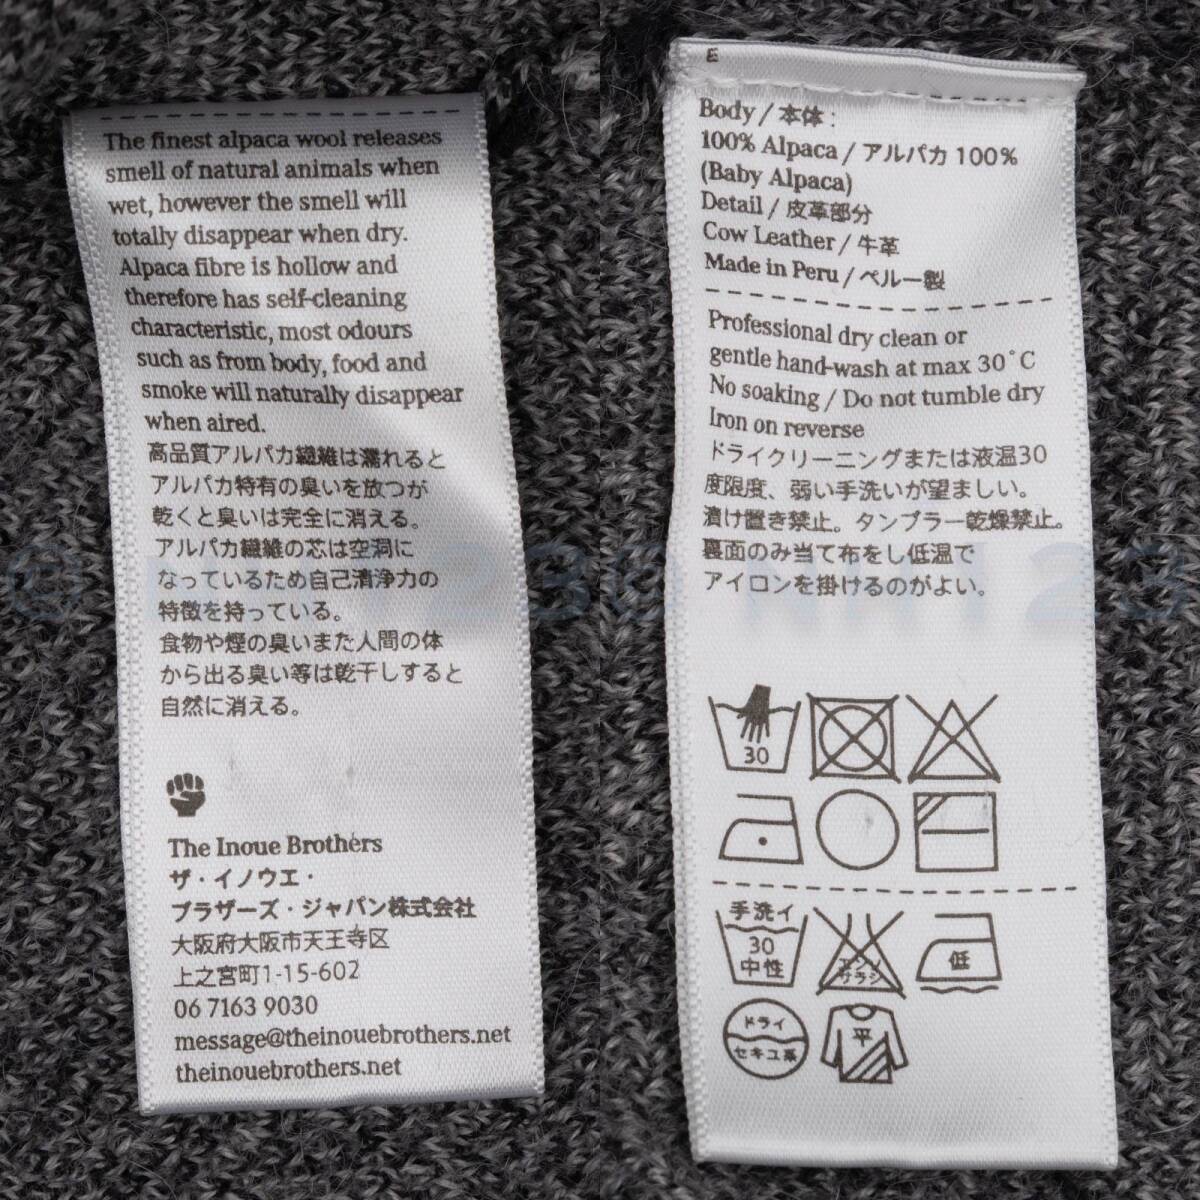 The finest alpaca wool releases
smell of natural animals when
wet, however the smell will
totally disappear when dry.
Alpaca fibre is hollow and
therefore has self-cleaning
characteristic, most odours
such as from body, food and
smoke will naturally disappear
when aired.
高品質アルパカ繊維は濡れると
アルパカ特有の臭いを放つが
乾くと臭いは完全に消える。
アルパカ繊維の芯は空洞に
なっているため自己清浄力の
特徴を持っている。
食物や煙の臭いまた人間の体
から出る臭い等は乾干しすると
自然に消える。
The Inoue Brothers
ザ・イノウエ・
ブラザーズ・ジャパン株式会社
大阪府大阪市天王寺区
上之宮町1-15-602
06 7163 9030
message@theinouebrothers.net
theinouebrothers.net
E
Body / 本体 :
100% Alpaca / アルパカ 100%
(Baby Alpaca)
Detail / 皮革部分
Cow Leather / 牛革
Made in Peru / ペルー製
Professional dry clean or
gentle hand-wash at max 30˚C
No soaking / Do not tumble dry
Iron on reverse
ドライクリーニングまたは液温30
度限度、弱い手洗いが望ましい。
漬け置き禁止。タンブラー乾燥禁止。
裏面のみ当て布をし低温で
アイロンを掛けるのがよい。
30
手洗イ
30
中性
エンソ
サラシ
低
ドライ
セキユ系
平